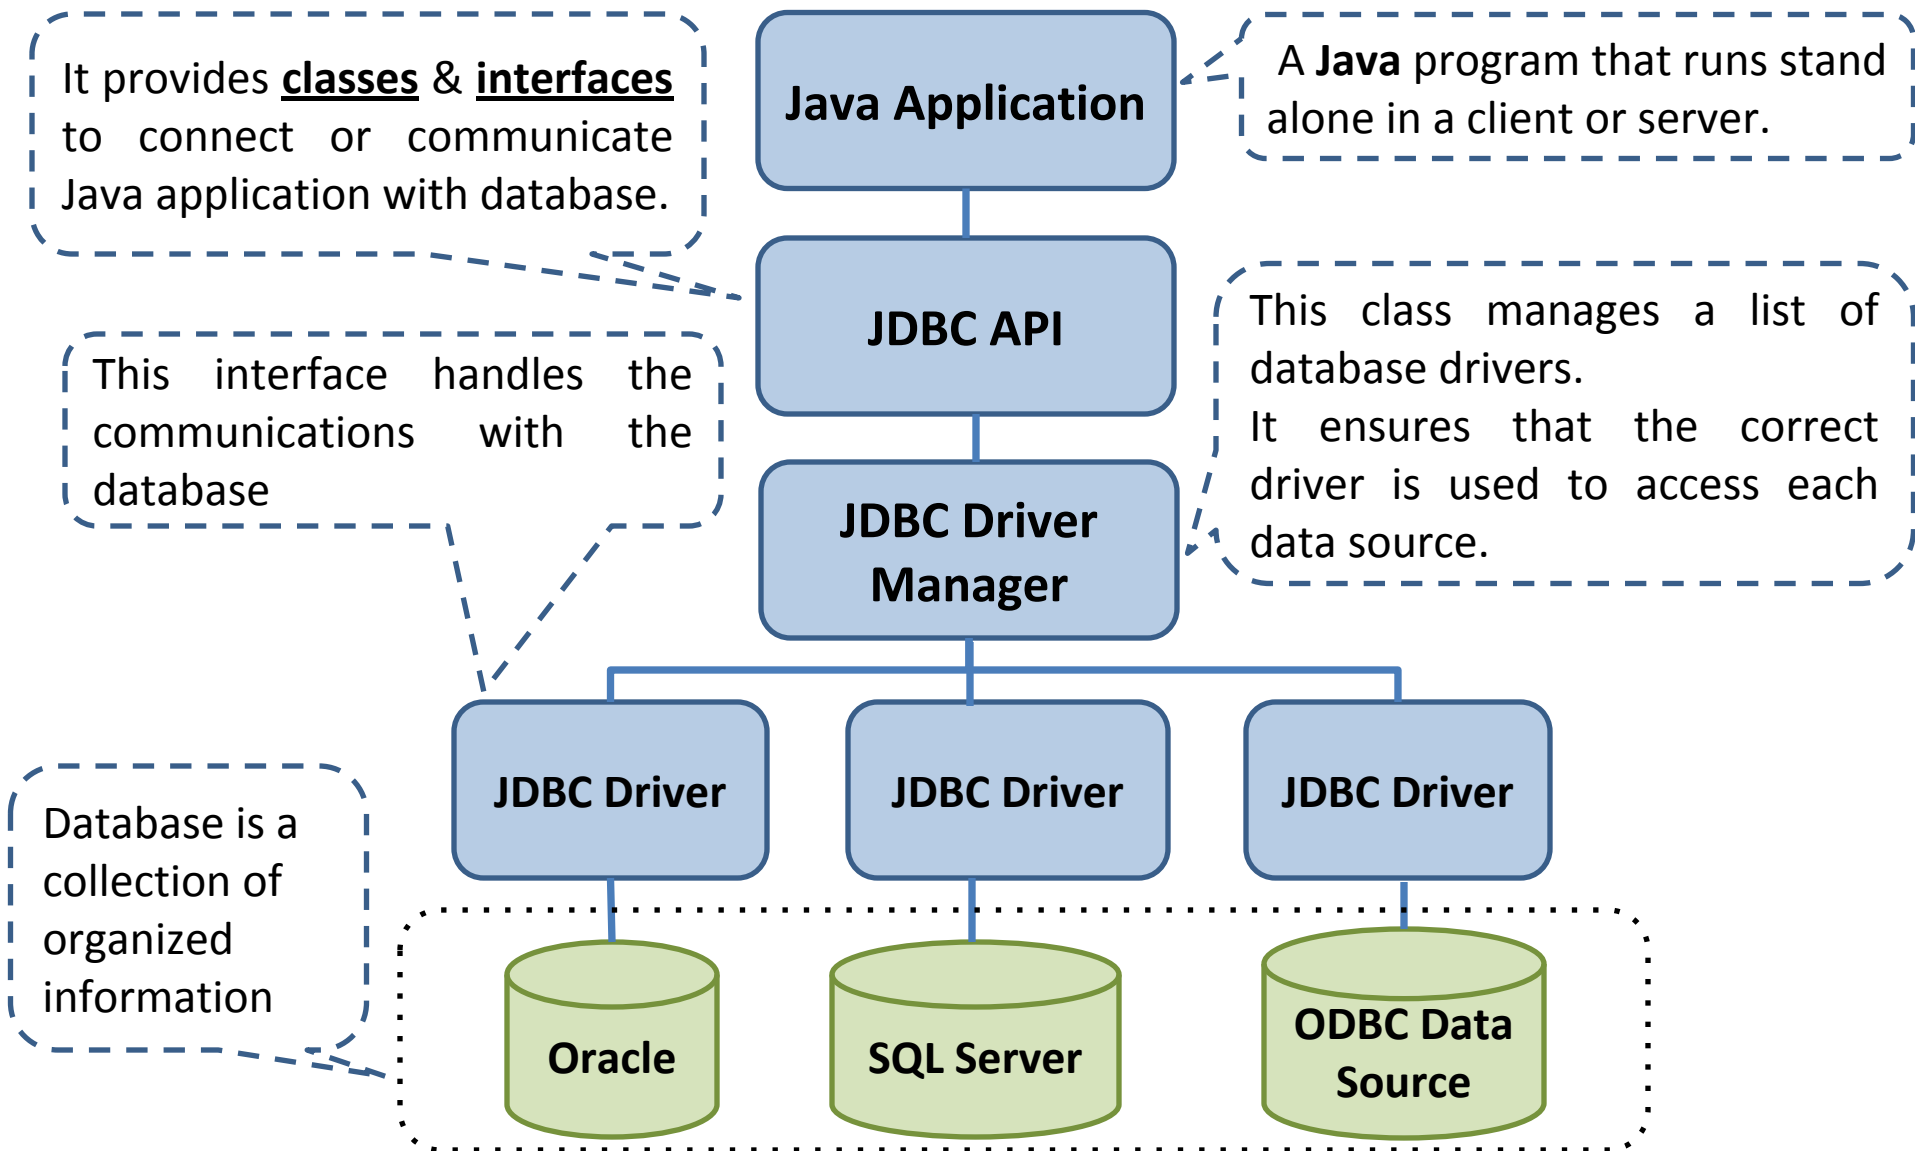 It provides classes & interfaces
to connect or communicate
Java application with database.
Java Application
A Java program that runs stand
alone in a client or server.
JDBC API
This interface handles the
communications with the
database
This class manages a list of
database drivers.
It ensures that the correct
driver is used to access each
data source.
JDBC Driver
Manager
JDBC Driver
JDBC Driver
JDBC Driver
Database is a
collection of
organized
information
Oracle
SQL Server
ODBC Data
Source